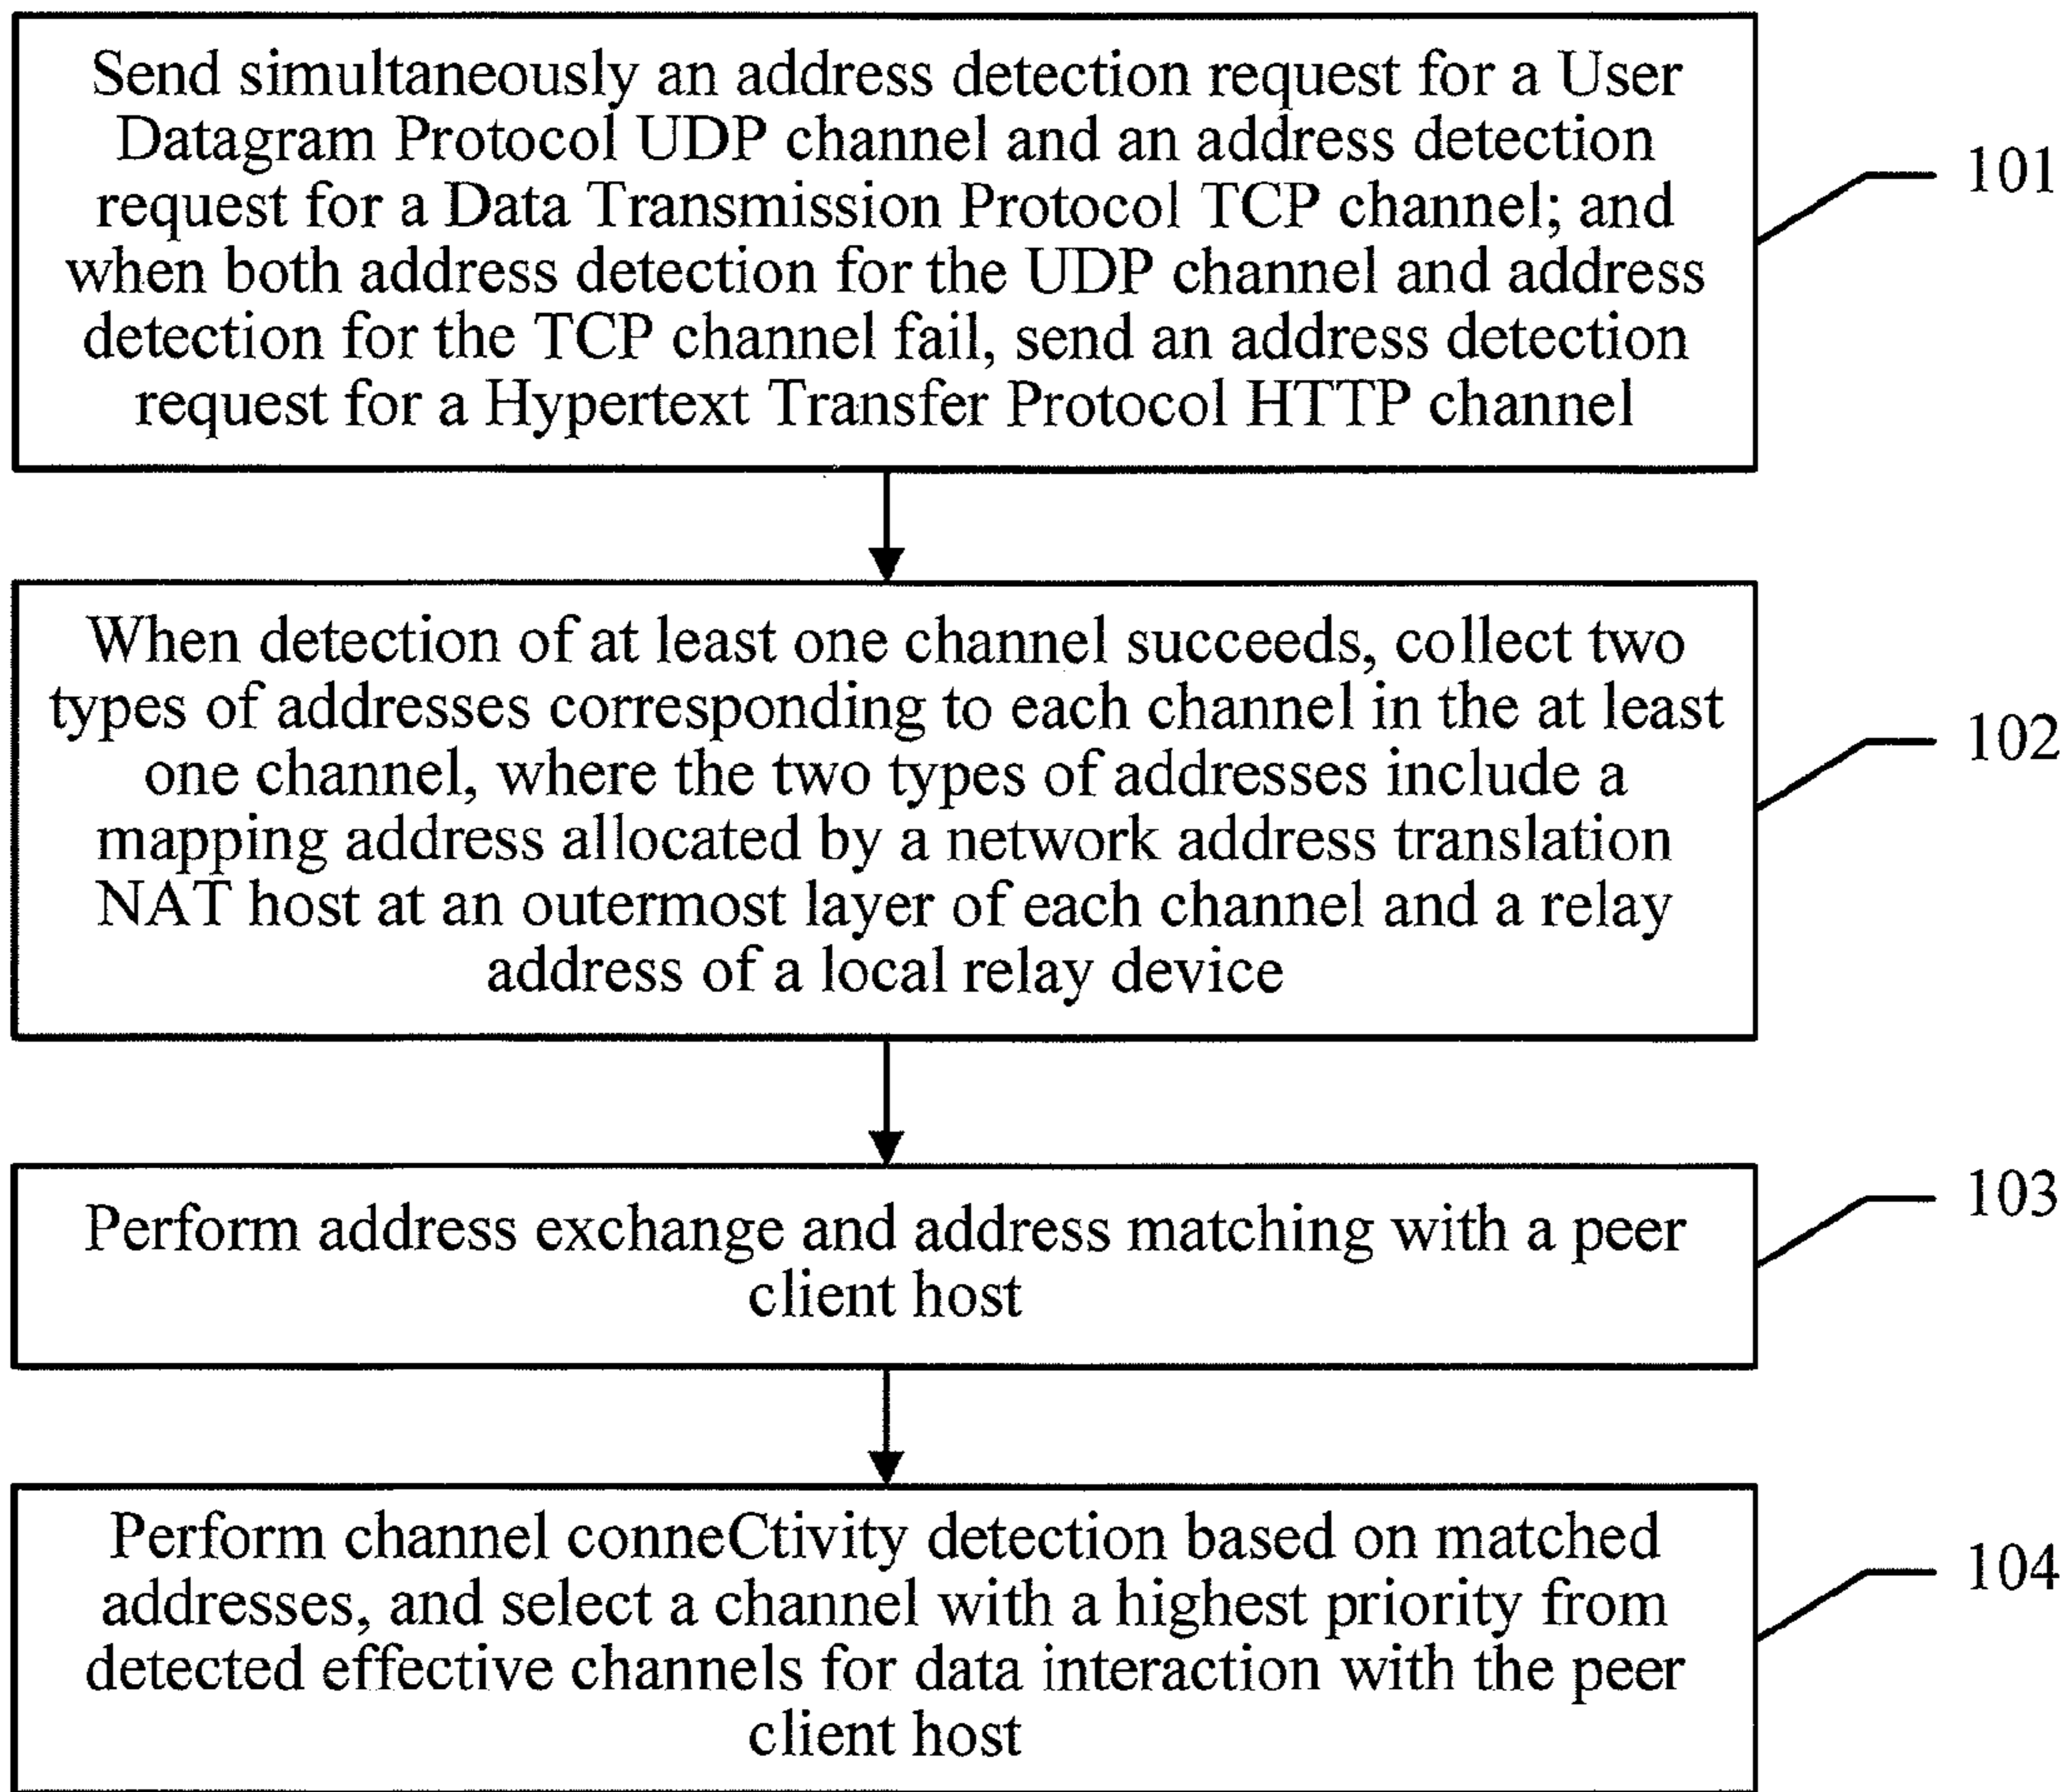 Send simultaneously an address detection request for a User
Datagram Protocol UDP channel and an address detection
request for a Data Transmission Protocol TCP channel; and
when both address detection for the UDP channel and address
detection for the TCP channel fail, send an address detection
request for a Hypertext Transfer Protocol HTTP channel
101
When detection of at least one channel succeeds, collect two
types of addresses corresponding to each channel in the at least
one channel, where the two types of addresses include a
mapping address allocated by a network address translation
NAT host at an outermost layer of each channel and a relay
address of a local relay device
102
Perform address exchange and address matching with a peer
client host
103
Perform channel conneCtivity detection based on matched
addresses, and select a channel with a highest priority from
detected effective channels for data interaction with the peer
client host
104